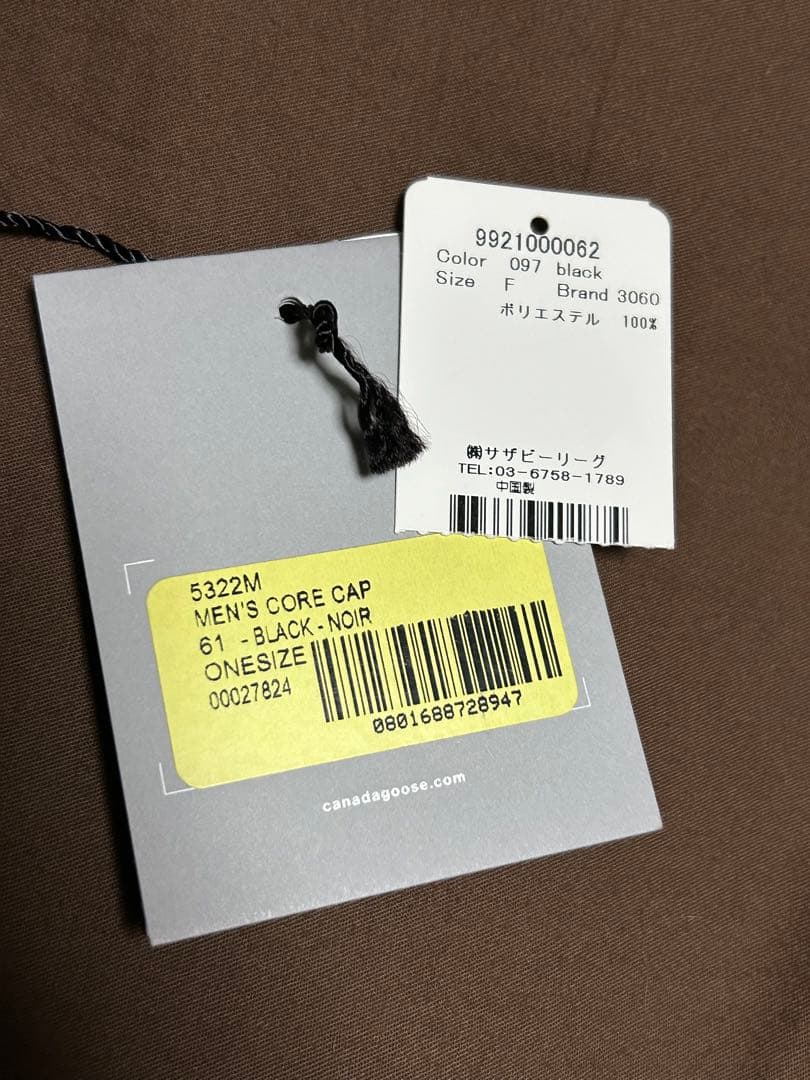 9921000062
Color 097 black
Size F Brand 3060
ポリエステル 100%
㈱サザビーリーグ
TEL:03-6758-1789
中国製
5322M
MEN'S CORE CAP
61 - BLACK - NOIR
ONESIZE
00027824
0801688728947
canadagoose.com